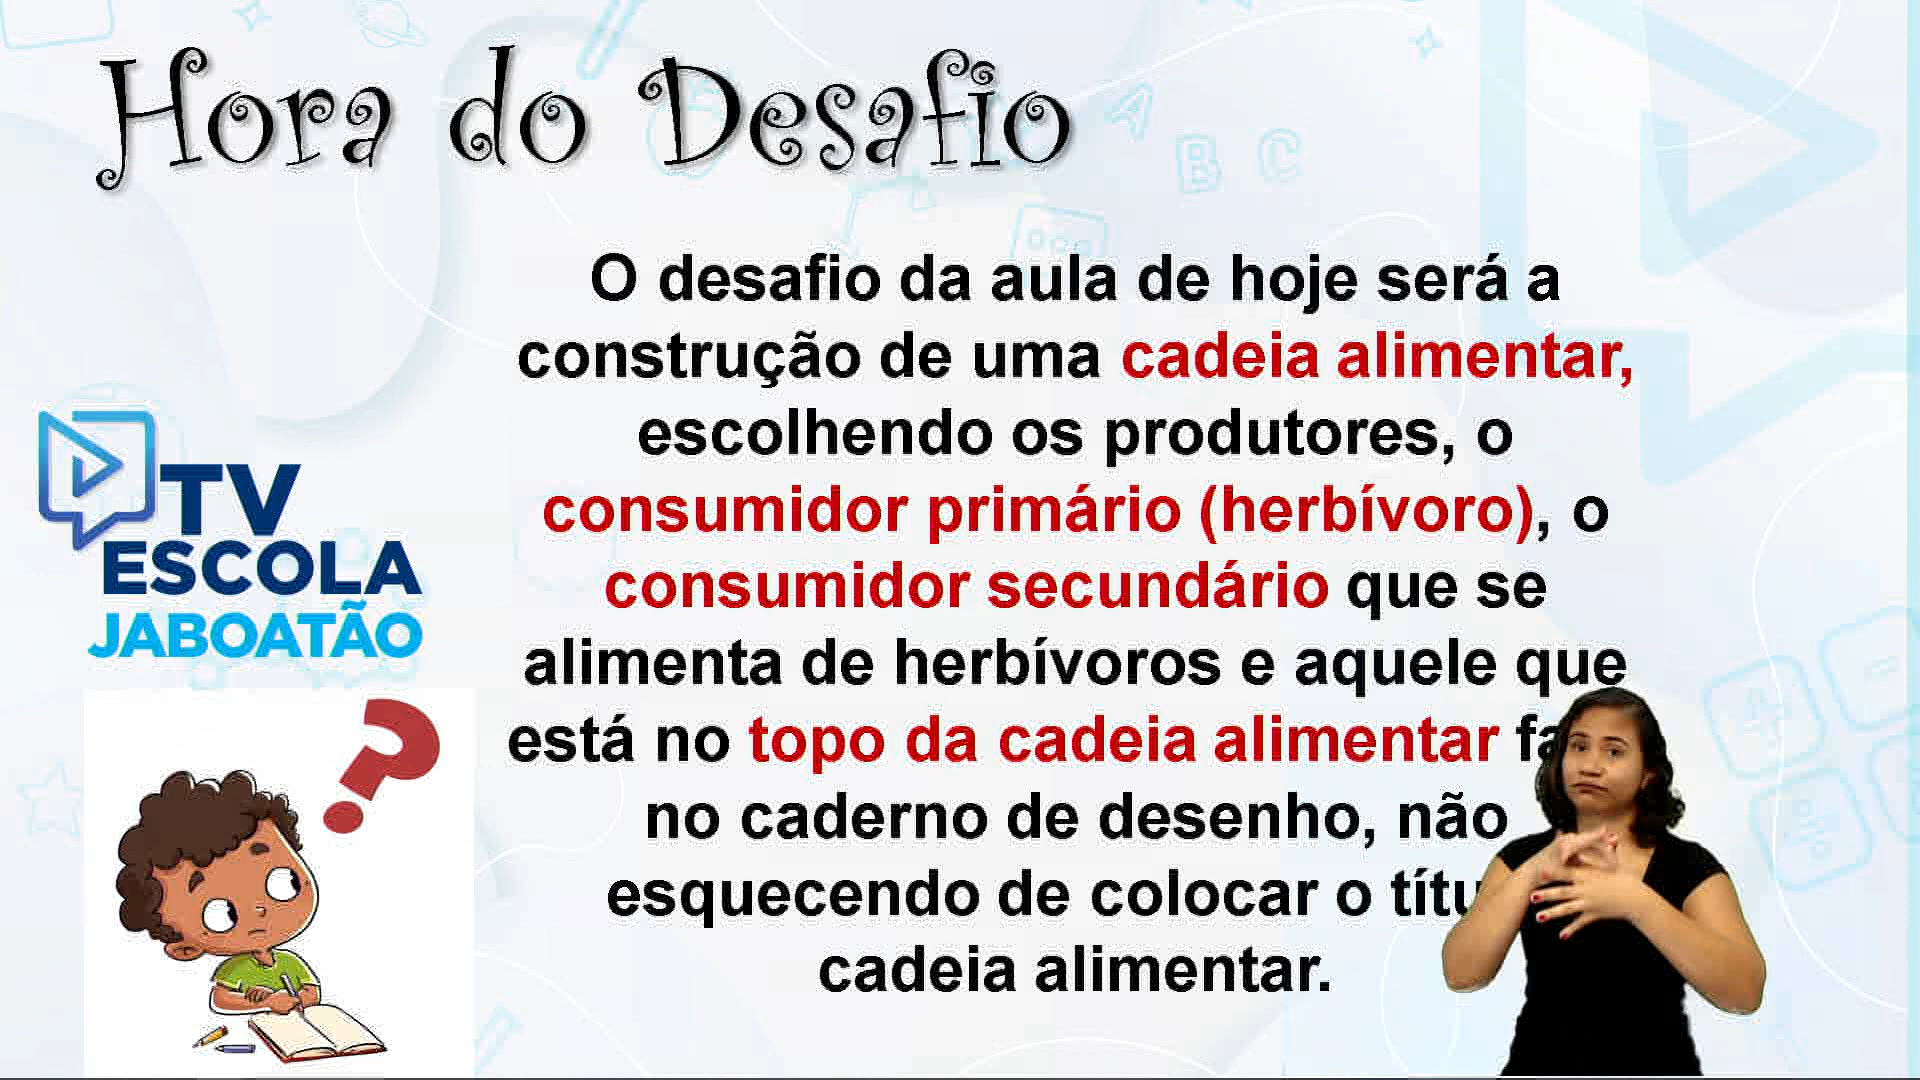 Hora do Desafio
O desafio da aula de hoje será a
construção de uma cadeia alimentar,
escolhendo os produtores, o
consumidor primário (herbívoro), o
consumidor secundário que se
alimenta de herbívoros e aquele que
está no topo da cadeia alimentar
no caderno de desenho, não
esquecendo de colocar o
cadeia alimentar.
TV
ESCOLA
JABOATÃO
A B C